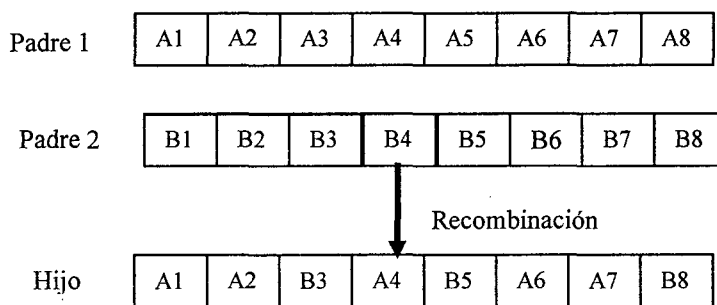 Padre 1 A1 A2 A3 A4 A5 A6 A7 A8
Padre 2 B1 B2 B3 B4 B5 B6 B7 B8
Recombinación
Hijo A1 A2 B3 A4 B5 A6 A7 B8